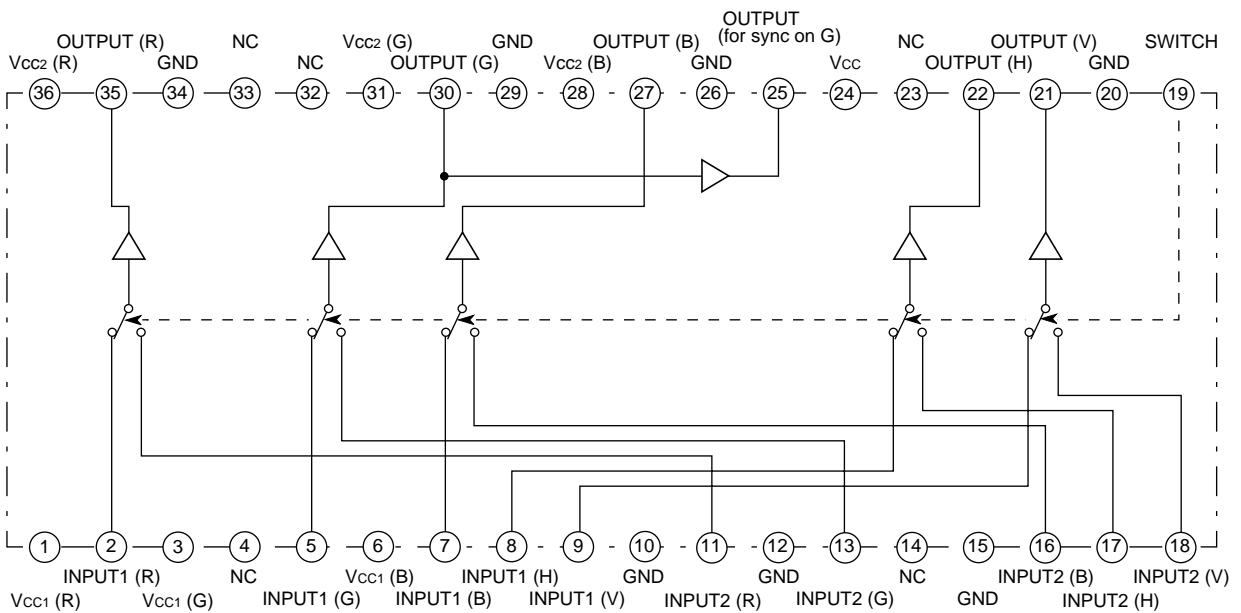 OUTPUT
OUTPUT (R) NC Vcc2 (G) GND OUTPUT (B) (for sync on G) NC OUTPUT (V) SWITCH
Vcc2 (R) GND NC OUTPUT (G) Vcc2 (B) GND Vcc OUTPUT (H) GND
36 35 34 33 32 31 30 29 28 27 26 25 24 23 22 21 20 19
1 2 3 4 5 6 7 8 9 10 11 12 13 14 15 16 17 18
INPUT1 (R) NC Vcc1 (B) INPUT1 (H) GND GND NC INPUT2 (B) INPUT2 (V)
Vcc1 (R) Vcc1 (G) INPUT1 (G) INPUT1 (B) INPUT1 (V) INPUT2 (R) INPUT2 (G) GND INPUT2 (H)